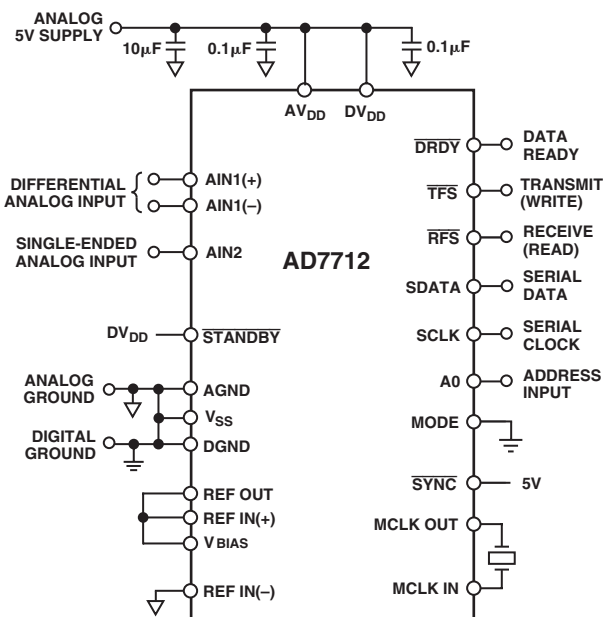 ANALOG
5V SUPPLY
10µF
0.1µF
0.1µF
AVDD
DVDD
DRDY
DATA
READY
DIFFERENTIAL
ANALOG INPUT
AIN1(+)
AIN1(–)
TFS
TRANSMIT
(WRITE)
RFS
RECEIVE
(READ)
SINGLE-ENDED
ANALOG INPUT
AIN2
AD7712
SDATA
SERIAL
DATA
DVDD
STANDBY
SCLK
SERIAL
CLOCK
ANALOG
GROUND
AGND
A0
ADDRESS
INPUT
VSS
MODE
DIGITAL
GROUND
DGND
SYNC
5V
REF OUT
REF IN(+)
MCLK OUT
VBIAS
REF IN(–)
MCLK IN